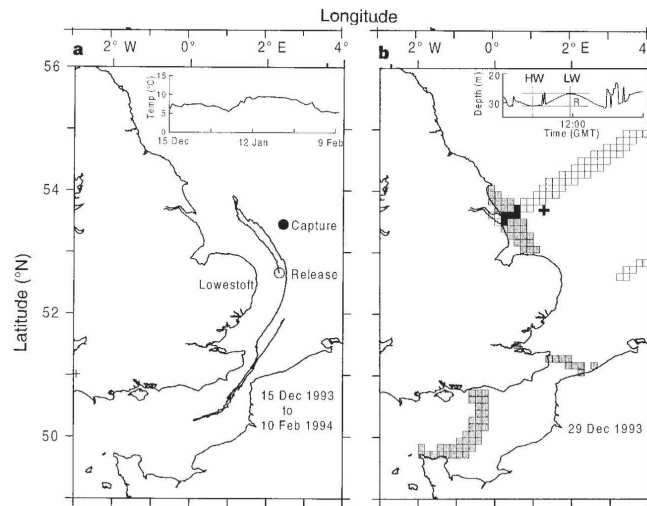 Longitude
2° W 0° 2° E 4°
2° W 0° 2° E 4
a
b
56
54
52
50
Latitude (°N)
Temp (°C)
15
10
5
0
15 Dec 12 Jan 9 Feb
Capture
Release
Lowestoft
15 Dec 1993
to
10 Feb 1994
HW LW
Depth (m)
20
30
R
12:00
Time (GMT)
29 Dec 1993